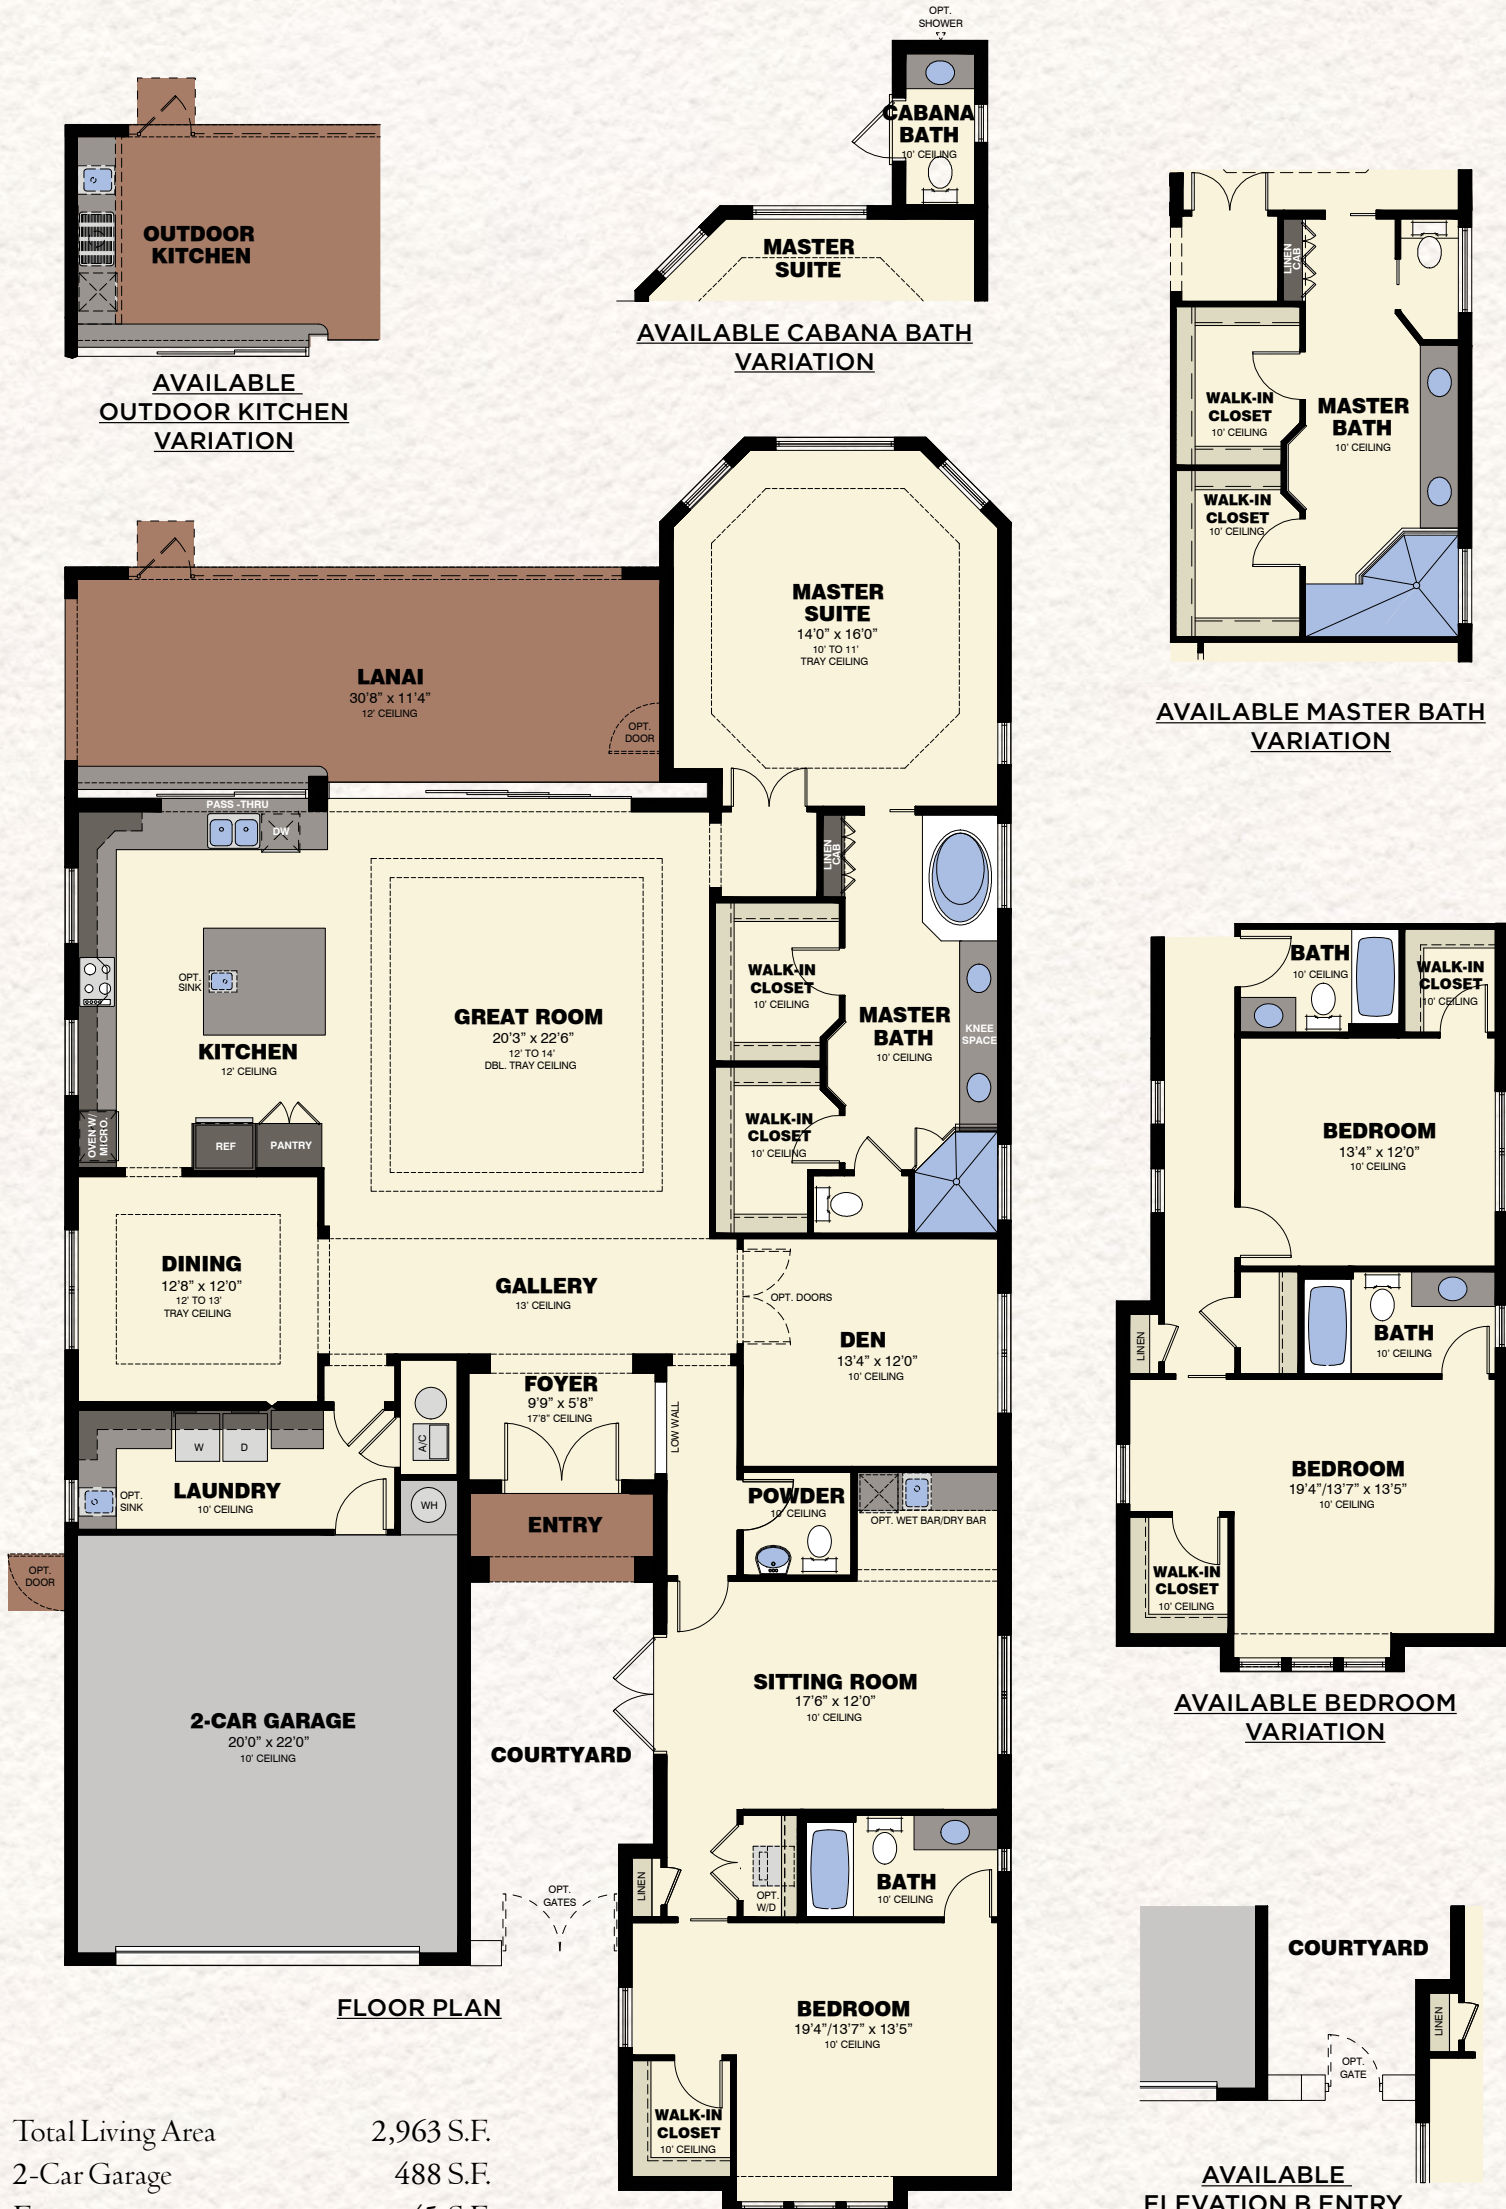 OPT.
SHOWER
CABANA
BATH
10' CEILING
MASTER
SUITE
AVAILABLE CABANA BATH
VARIATION
OUTDOOR
KITCHEN
AVAILABLE
OUTDOOR KITCHEN
VARIATION
LINEN
CAB
WALK-IN
CLOSET
10' CEILING
MASTER
BATH
10' CEILING
WALK-IN
CLOSET
10' CEILING
AVAILABLE MASTER BATH
VARIATION
MASTER
SUITE
14'0" x 16'0"
10' TO 11'
TRAY CEILING
LANAI
30'8" x 11'4"
12' CEILING
OPT.
DOOR
PASS -THRU
DW
LINEN
CAB
OPT.
SINK
KITCHEN
12' CEILING
GREAT ROOM
20'3" x 22'6"
12' TO 14'
DBL. TRAY CEILING
WALK-IN
CLOSET
10' CEILING
MASTER
BATH
10' CEILING
KNEE
SPACE
OVEN W/
MICRO.
REF
PANTRY
WALK-IN
CLOSET
10' CEILING
DINING
12'8" x 12'0"
12' TO 13'
TRAY CEILING
GALLERY
13' CEILING
OPT. DOORS
DEN
13'4" x 12'0"
10' CEILING
FOYER
9'9" x 5'8"
17'8" CEILING
LOW WALL
A/C
W
D
LAUNDRY
10' CEILING
OPT.
SINK
WH
ENTRY
POWDER
10' CEILING
OPT. WET BAR/DRY BAR
OPT.
DOOR
2-CAR GARAGE
20'0" x 22'0"
10' CEILING
COURTYARD
SITTING ROOM
17'6" x 12'0"
10' CEILING
OPT.
GATES
LINEN
OPT.
W/D
BATH
10' CEILING
FLOOR PLAN
BEDROOM
19'4"/13'7" x 13'5"
10' CEILING
WALK-IN
CLOSET
10' CEILING
BATH
10' CEILING
WALK-IN
CLOSET
10' CEILING
BEDROOM
13'4" x 12'0"
10' CEILING
LINEN
BATH
10' CEILING
BEDROOM
19'4"/13'7" x 13'5"
10' CEILING
WALK-IN
CLOSET
10' CEILING
AVAILABLE BEDROOM
VARIATION
COURTYARD
LINEN
OPT.
GATE
AVAILABLE
ELEVATION B ENTRY
Total Living Area 2,963 S.F.
2-Car Garage 488 S.F.